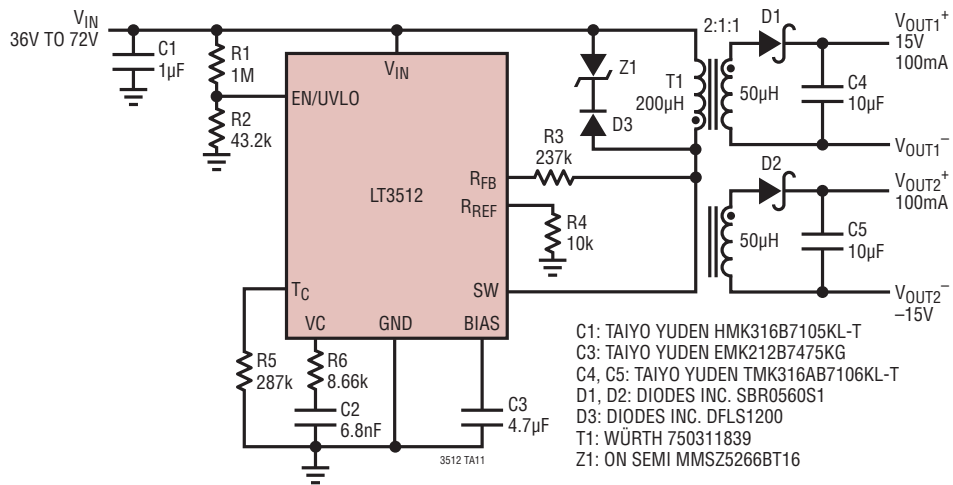 VIN
36V TO 72V
C1
1µF
R1
1M
R2
43.2k
VIN
EN/UVLO
LT3512
RFB
RREF
TC
SW
VC
GND
BIAS
Z1
D3
R3
237k
R4
10k
T1
200µH
2:1:1
50µH
D1
C4
10µF
VOUT1+
15V
100mA
VOUT1–
D2
50µH
C5
10µF
VOUT2+
100mA
VOUT2–
–15V
R5
287k
R6
8.66k
C2
6.8nF
C3
4.7µF
3512 TA11
C1: TAIYO YUDEN HMK316B7105KL-T
C3: TAIYO YUDEN EMK212B7475KG
C4, C5: TAIYO YUDEN TMK316AB7106KL-T
D1, D2: DIODES INC. SBR0560S1
D3: DIODES INC. DFLS1200
T1: WÜRTH 750311839
Z1: ON SEMI MMSZ5266BT16